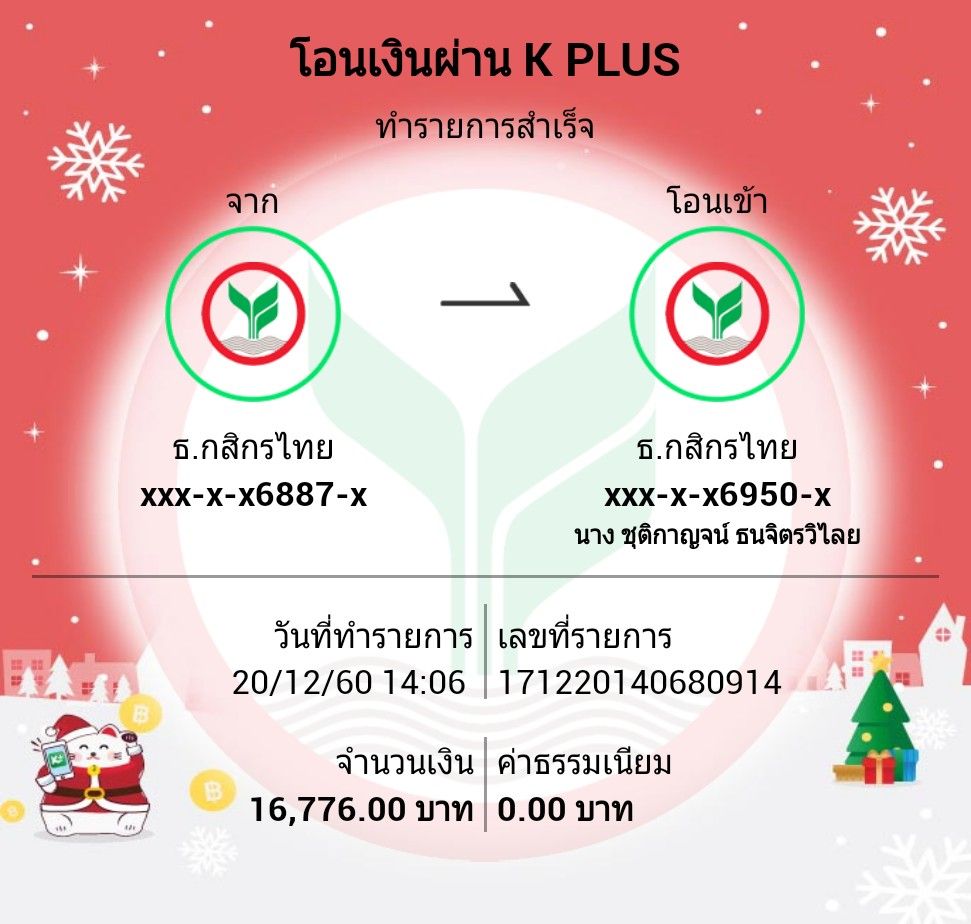 โอนเงินผ่าน K PLUS
ทำรายการสำเร็จ
จาก
โอนเข้า
ธ.กสิกรไทย
xxx-x-x6887-x
ธ.กสิกรไทย
xxx-x-x6950-x
นาง ชุติกาญจน์ ธนจิตรวิไลย
วันที่ทำรายการ
20/12/60 14:06
เลขที่รายการ
171220140680914
จำนวนเงิน
16,776.00 บาท
ค่าธรรมเนียม
0.00 บาท